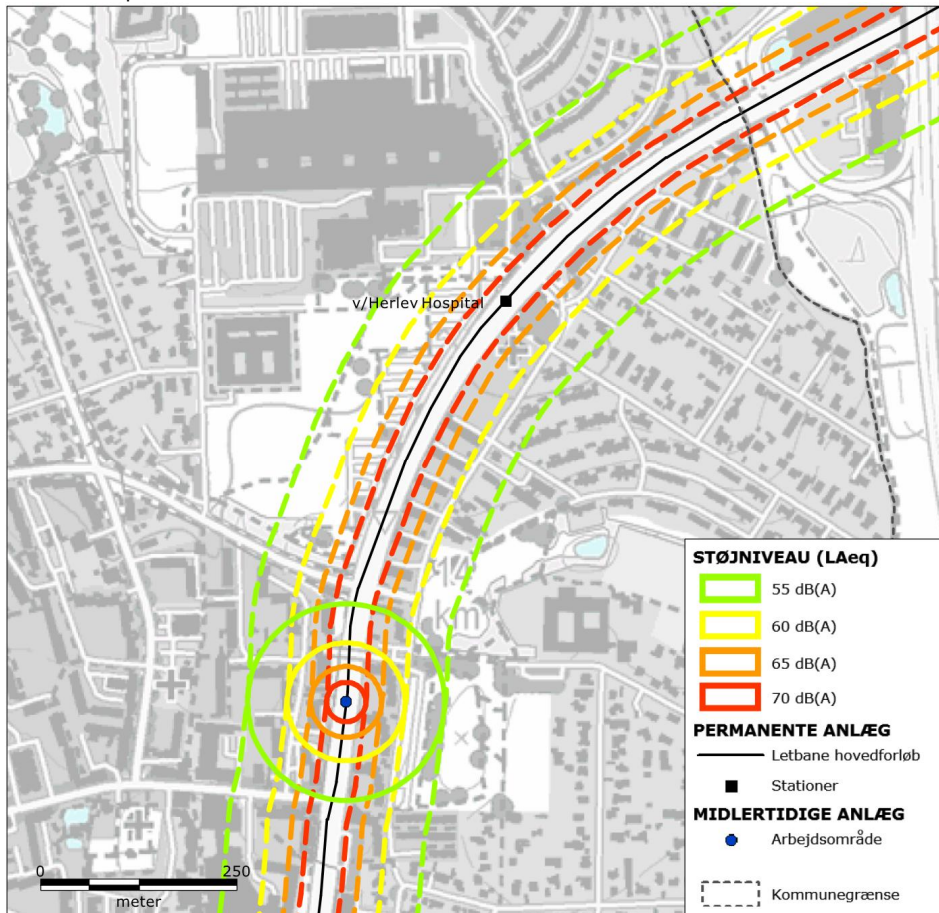 v/Herlev Hospital
14
km
STØJNIVEAU (LAeq)
55 dB(A)
60 dB(A)
65 dB(A)
70 dB(A)
PERMANENTE ANLÆG
Letbane hovedforløb
Stationer
MIDLERTIDIGE ANLÆG
Arbejdsområde
Kommunegrænse
0 250
meter